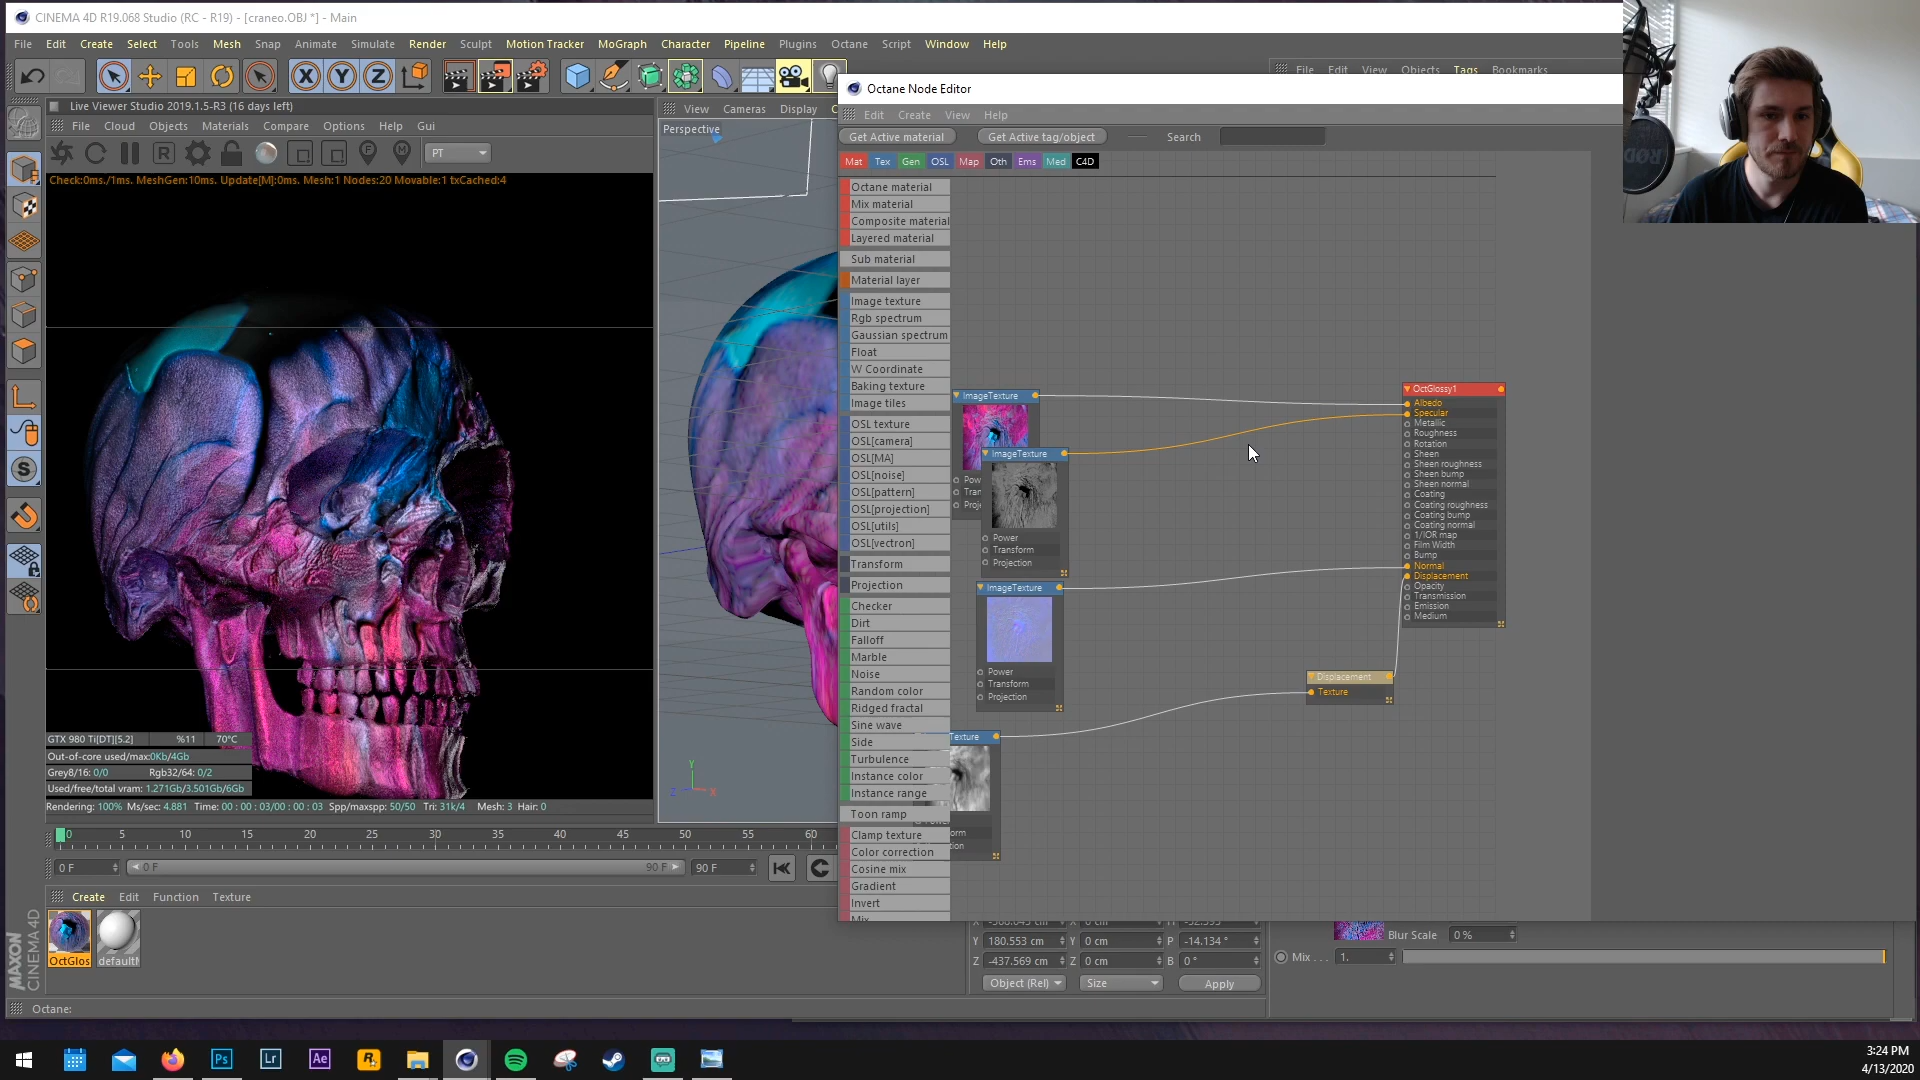 CINEMA 4D R19.068 Studio (RC - R19) - [craneo.OBJ *] - Main
File Edit Create Select Tools Mesh Snap Animate Simulate Render Sculpt Motion Tracker MoGraph Character Pipeline Plugins Octane Script Window Help
File Edit View Objects Tags Bookmarks
Live Viewer Studio 2019.1.5-R3 (16 days left)
File Cloud Objects Materials Compare Options Help Gui
PT
Check:0ms./1ms. MeshGen:10ms. Update[M]:0ms. Mesh:1 Nodes:20 Movable:1 txCached:4
View Cameras Display
Perspective
Octane Node Editor
Edit Create View Help
Get Active material Get Active tag/object Search
Mat Tex Gen OSL Map Oth Ems Med C4D
Octane material
Mix material
Composite material
Layered material
Sub material
Material layer
Image texture
Rgb spectrum
Gaussian spectrum
Float
W Coordinate
Baking texture
Image tiles
OSL texture
OSL[camera]
OSL[MA]
OSL[noise]
OSL[pattern]
OSL[projection]
OSL[utils]
OSL[vectron]
Transform
Projection
Checker
Dirt
Falloff
Marble
Noise
Random color
Ridged fractal
Sine wave
Side
Turbulence
Instance color
Instance range
Toon ramp
Clamp texture
Color correction
Cosine mix
Gradient
Invert
Mix
ImageTexture
Pow
Tran
Proj
ImageTexture
Power
Transform
Projection
ImageTexture
Power
Transform
Projection
Texture
orm
tion
Displacement
Texture
OctGlossy1
Albedo
Specular
Metallic
Roughness
Rotation
Sheen
Sheen roughness
Sheen bump
Sheen normal
Coating
Coating roughness
Coating bump
Coating normal
1/IOR map
Film Width
Bump
Normal
Displacement
Opacity
Transmission
Emission
Medium
GTX 980 Ti[DT][5.2] %11 70°C
Out-of-core used/max:0Kb/4Gb
Grey8/16: 0/0 Rgb32/64: 0/2
Used/free/total vram: 1.271Gb/3.501Gb/6Gb
Rendering: 100% Ms/sec: 4.881 Time: 00 : 00 : 03/00 : 00 : 03 Spp/maxspp: 50/50 Tri: 31k/4 Mesh: 3 Hair: 0
Y
Z X
0 5 10 15 20 25 30 35 40 45 50 55 60
0 F 0 F 90 F 90 F
Create Edit Function Texture
OctGlos defaultM
MAXON
CINEMA 4D
Y 180.553 cm Y 0 cm P -14.134 °
Z -437.569 cm Z 0 cm B 0 °
Object (Rel) Size Apply
Blur Scale 0 %
Mix . . . 1.
Octane:
Ps Lr Ae R
3:24 PM
4/13/2020
RODE